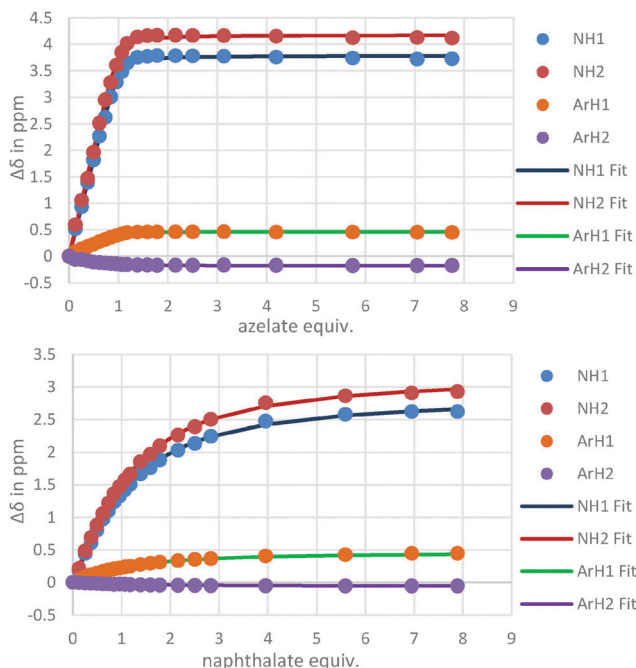 4.5
4
3.5
3
2.5
2
1.5
1
0.5
0
-0.5
Δδ in ppm
0 1 2 3 4 5 6 7 8 9
azelate equiv.
NH1
NH2
ArH1
ArH2
NH1 Fit
NH2 Fit
ArH1 Fit
ArH2 Fit
3.5
3
2.5
2
1.5
1
0.5
0
-0.5
Δδ in ppm
0 1 2 3 4 5 6 7 8 9
naphthalate equiv.
NH1
NH2
ArH1
ArH2
NH1 Fit
NH2 Fit
ArH1 Fit
ArH2 Fit